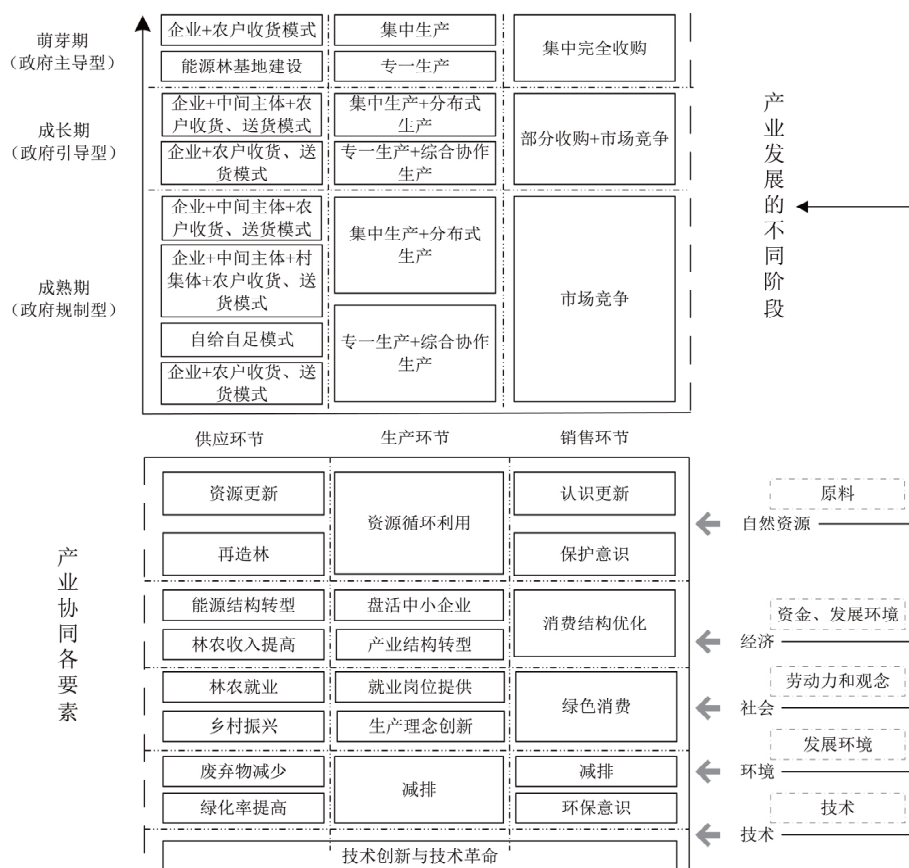 萌芽期
（政府主导型）
企业+农户收货模式
集中生产
集中完全收购
能源林基地建设
专一生产
成长期
（政府引导型）
企业+中间主体+农
户收货、送货模式
集中生产+分布式
生产
部分收购+市场竞争
企业+农户收货、送
货模式
专一生产+综合协作
生产
成熟期
（政府规制型）
企业+中间主体+农
户收货、送货模式
集中生产+分布式
生产
市场竞争
企业+中间主体+村
集体+农户收货、送
货模式
自给自足模式
专一生产+综合协作
生产
企业+农户收货、送
货模式
产业发展的不同阶段
供应环节
生产环节
销售环节
产业协同各要素
资源更新
资源循环利用
认识更新
原料
自然资源
再造林
保护意识
能源结构转型
盘活中小企业
消费结构优化
资金、发展环境
经济
林农收入提高
产业结构转型
林农就业
就业岗位提供
绿色消费
劳动力和观念
社会
乡村振兴
生产理念创新
废弃物减少
减排
减排
发展环境
环境
绿化率提高
环保意识
技术
技术
技术创新与技术革命